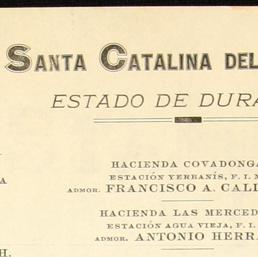 SANTA CATALINA DEL
ESTADO DE DURA
HACIENDA COVADONGA
ESTACIÓN YERBANÍS, F. I. M
A
ADMOR. FRANCISCO A. CALD
HACIENDA LAS MERCED
ESTACIÓN AGUA VIEJA, F. I.
ADMOR. ANTONIO HERRA
H.